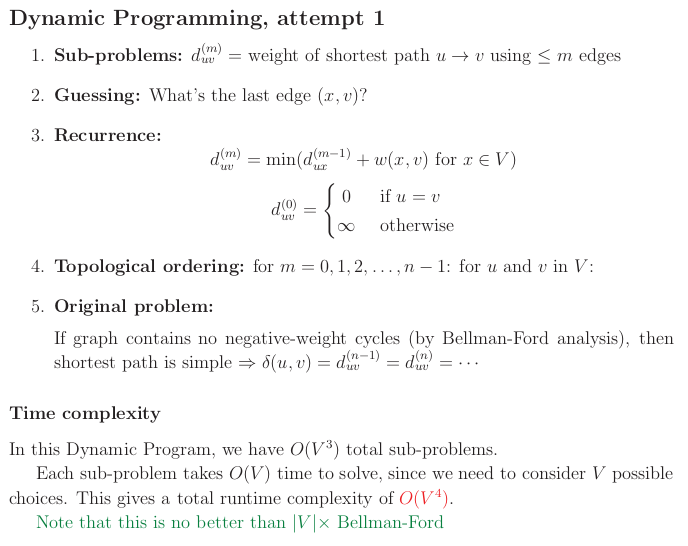 Dynamic Programming, attempt 1
1. Sub-problems: $d_{uv}^{(m)}$ = weight of shortest path $u \to v$ using $\leq m$ edges
2. Guessing: What's the last edge $(x, v)$?
3. Recurrence:
$d_{uv}^{(m)} = \min(d_{ux}^{(m-1)} + w(x, v) \text{ for } x \in V)$
$d_{uv}^{(0)} = \begin{cases} 0 & \text{if } u = v \\ \infty & \text{otherwise} \end{cases}$
4. Topological ordering: for $m = 0, 1, 2, \ldots, n - 1$: for $u$ and $v$ in $V$:
5. Original problem:
If graph contains no negative-weight cycles (by Bellman-Ford analysis), then
shortest path is simple $\Rightarrow \delta(u, v) = d_{uv}^{(n-1)} = d_{uv}^{(n)} = \cdots$
Time complexity
In this Dynamic Program, we have $O(V^3)$ total sub-problems.
Each sub-problem takes $O(V)$ time to solve, since we need to consider $V$ possible
choices. This gives a total runtime complexity of $O(V^4)$.
Note that this is no better than $|V| \times$ Bellman-Ford